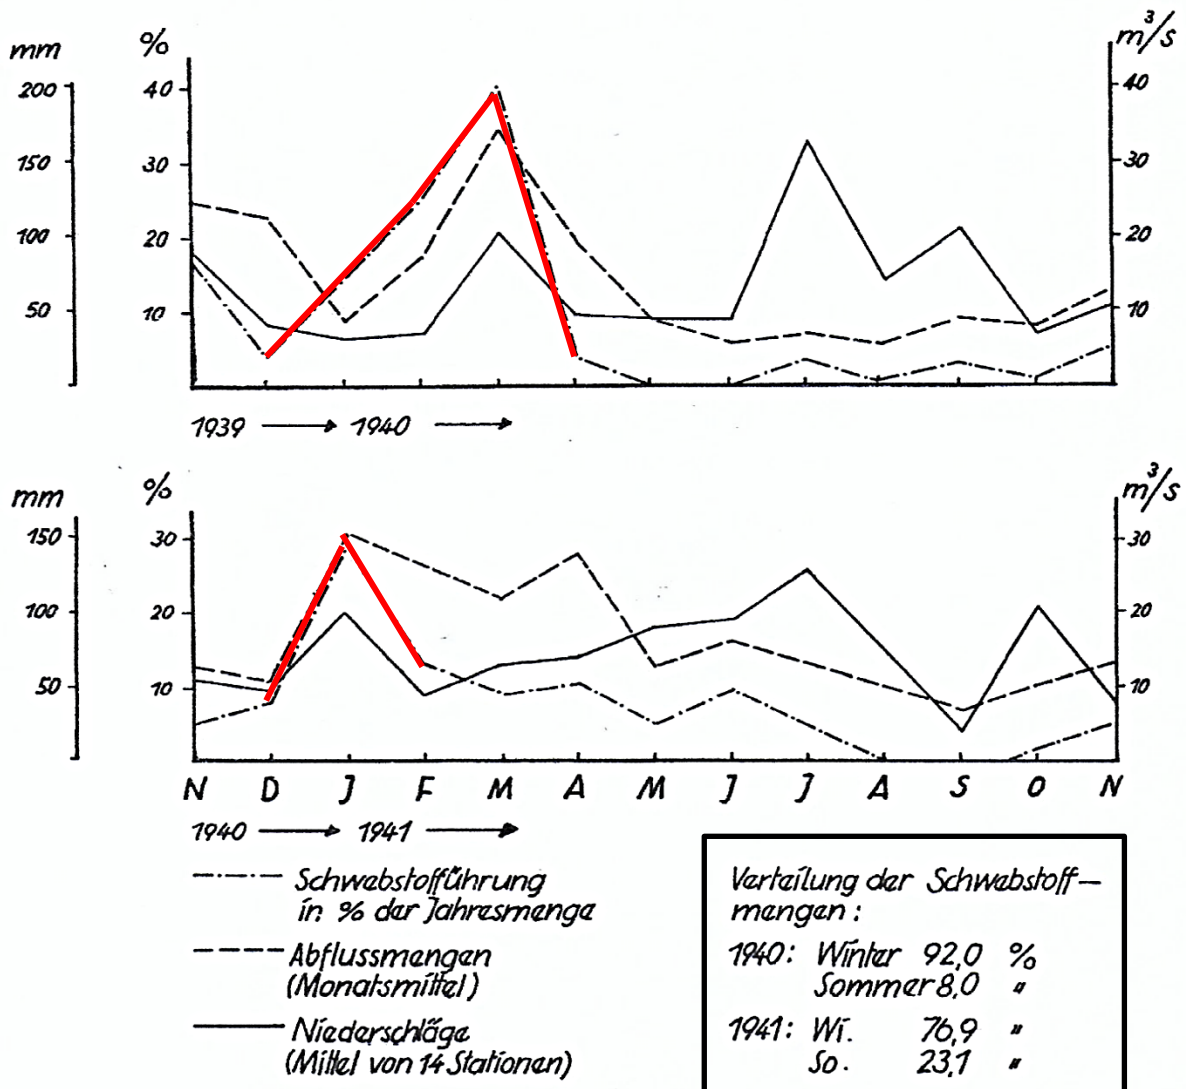 mm % m³/s
200 40 40
150 30 30
100 20 20
50 10 10
1939 → 1940 →
mm % m³/s
150 30 30
100 20 20
50 10 10
N D J F M A M J J A S O N
1940 → 1941 →
Schwebstofführung
in % der Jahresmenge
Abflussmengen
(Monatsmittel)
Niederschläge
(Mittel von 14 Stationen)
Verteilung der Schwebstoff-
mengen:
1940: Winter 92,0 %
Sommer 8,0 "
1941: Wi. 76,9 "
So. 23,1 "